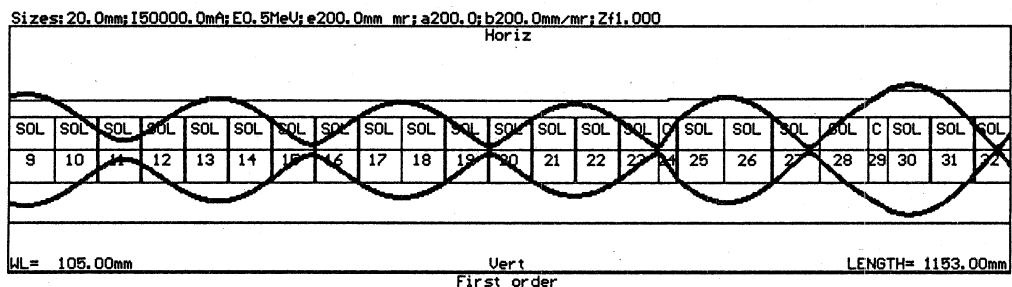 Sizes:20.0mm;I50000.0mA;E0.5MeV;e200.0mm mr;a200.0;b200.0mm/mr;Zf1.000
Horiz
SOL SOL SOL SOL SOL SOL SOL SOL SOL SOL SOL SOL SOL SOL SOL C SOL SOL SOL SOL C SOL SOL SOL
9 10 11 12 13 14 15 16 17 18 19 20 21 22 23 24 25 26 27 28 29 30 31 32
WL= 105.00mm Vert LENGTH= 1153.00mm
First order